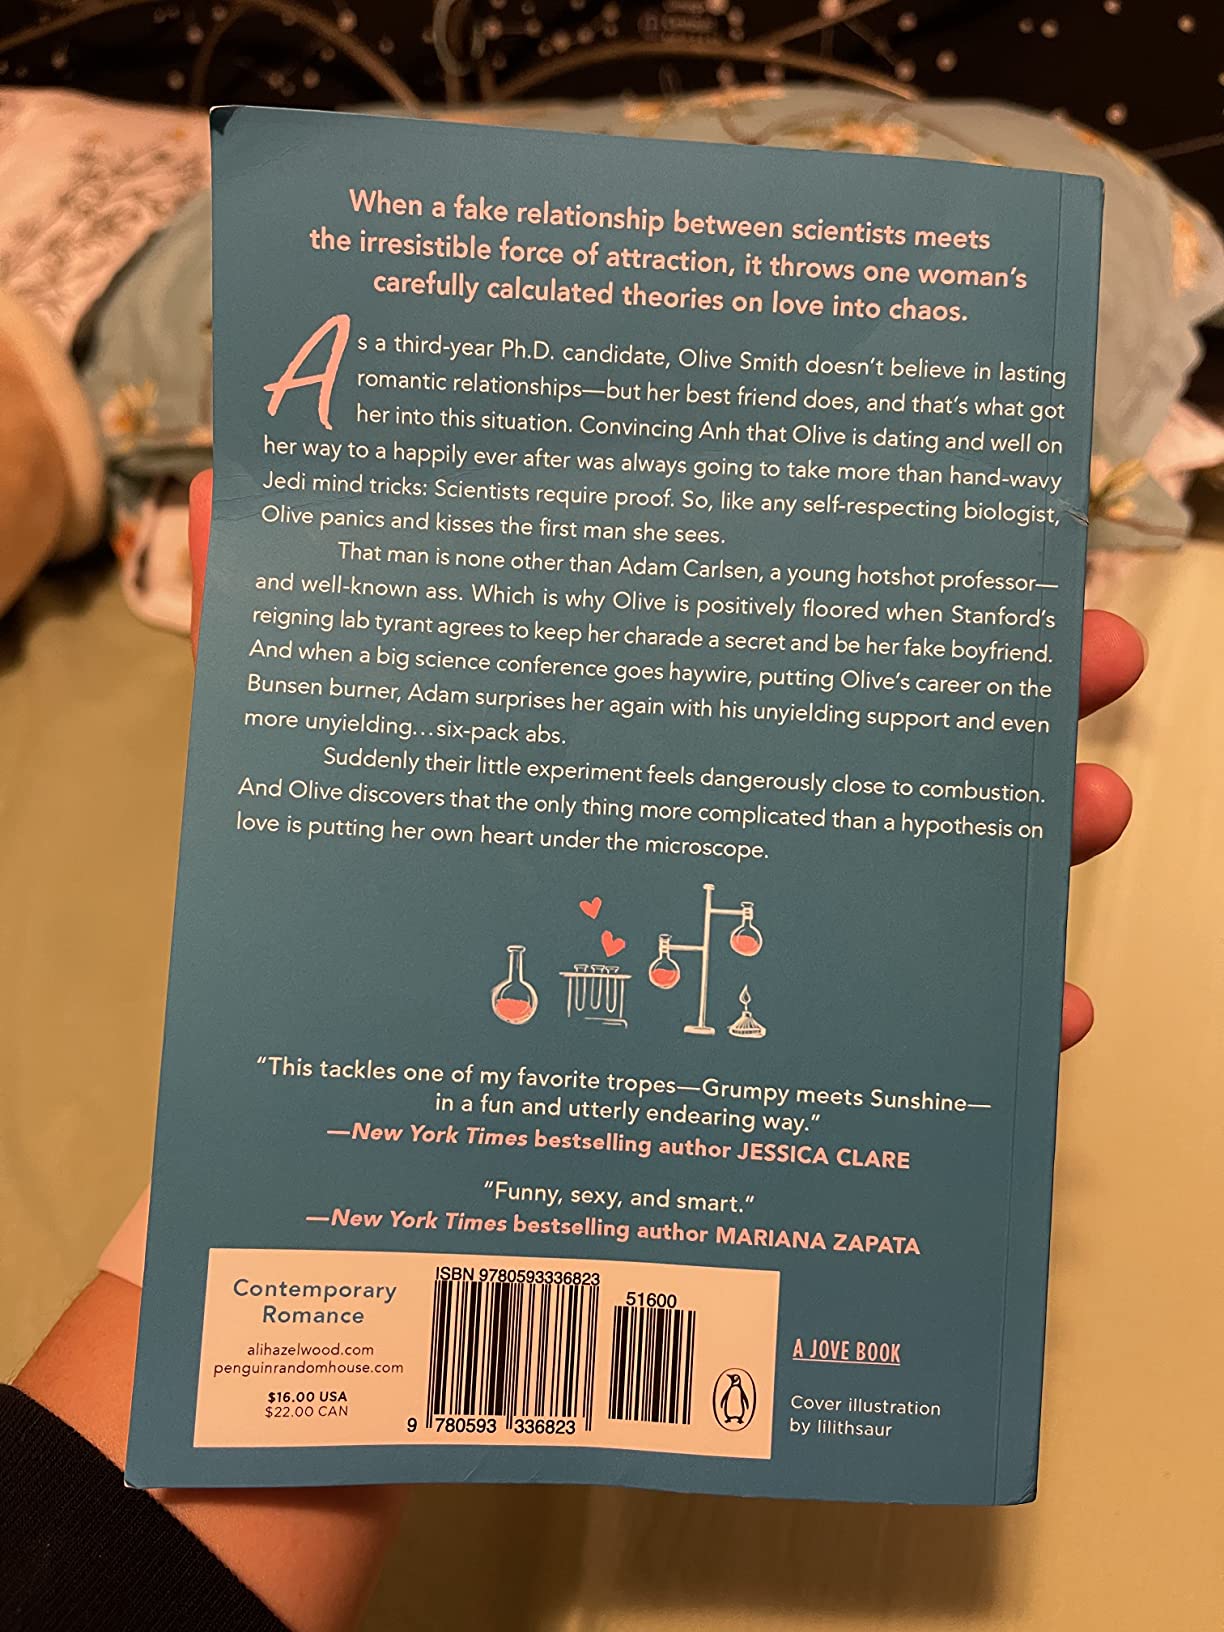 When a fake relationship between scientists meets
the irresistible force of attraction, it throws one woman's
carefully calculated theories on love into chaos.
As a third-year Ph.D. candidate, Olive Smith doesn't believe in lasting
romantic relationships—but her best friend does, and that's what got
her into this situation. Convincing Anh that Olive is dating and well on
her way to a happily ever after was always going to take more than hand-wavy
Jedi mind tricks: Scientists require proof. So, like any self-respecting biologist,
Olive panics and kisses the first man she sees.
That man is none other than Adam Carlsen, a young hotshot professor—
and well-known ass. Which is why Olive is positively floored when Stanford's
reigning lab tyrant agrees to keep her charade a secret and be her fake boyfriend.
And when a big science conference goes haywire, putting Olive's career on the
Bunsen burner, Adam surprises her again with his unyielding support and even
more unyielding...six-pack abs.
Suddenly their little experiment feels dangerously close to combustion.
And Olive discovers that the only thing more complicated than a hypothesis on
love is putting her own heart under the microscope.
"This tackles one of my favorite tropes—Grumpy meets Sunshine—
in a fun and utterly endearing way."
—New York Times bestselling author JESSICA CLARE
"Funny, sexy, and smart."
—New York Times bestselling author MARIANA ZAPATA
Contemporary
Romance
alihazelwood.com
penguinrandomhouse.com
$16.00 USA
$22.00 CAN
ISBN 9780593336823
51600
9 780593 336823
A JOVE BOOK
Cover illustration
by lilithsaur